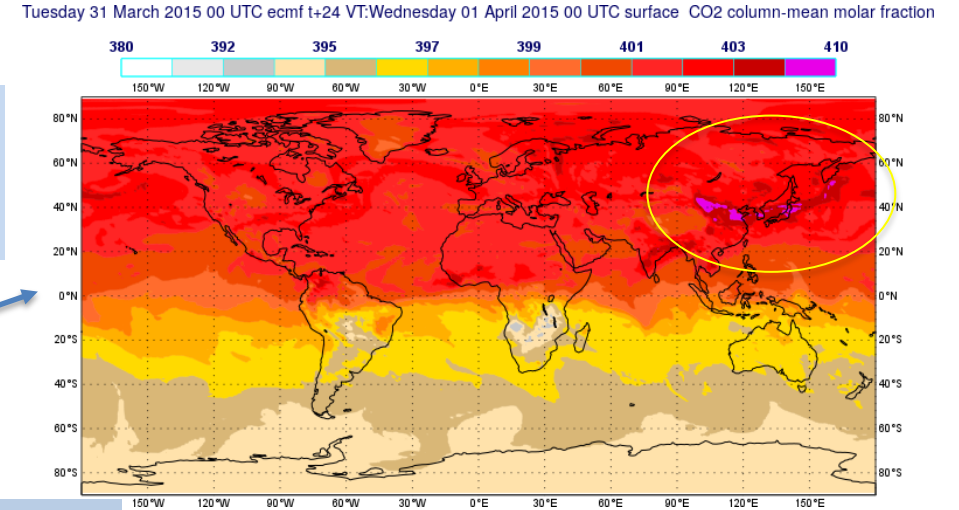 Tuesday 31 March 2015 00 UTC ecmf t+24 VT:Wednesday 01 April 2015 00 UTC surface CO2 column-mean molar fraction
380 392 395 397 399 401 403 410
150°W 120°W 90°W 60°W 30°W 0°E 30°E 60°E 90°E 120°E 150°E
80°N 80°N
60°N 60°N
40°N 40°N
20°N 20°N
0°N 0°N
20°S 20°S
40°S 40°S
60°S 60°S
80°S 80°S
150°W 120°W 90°W 60°W 30°W 0°E 30°E 60°E 90°E 120°E 150°E